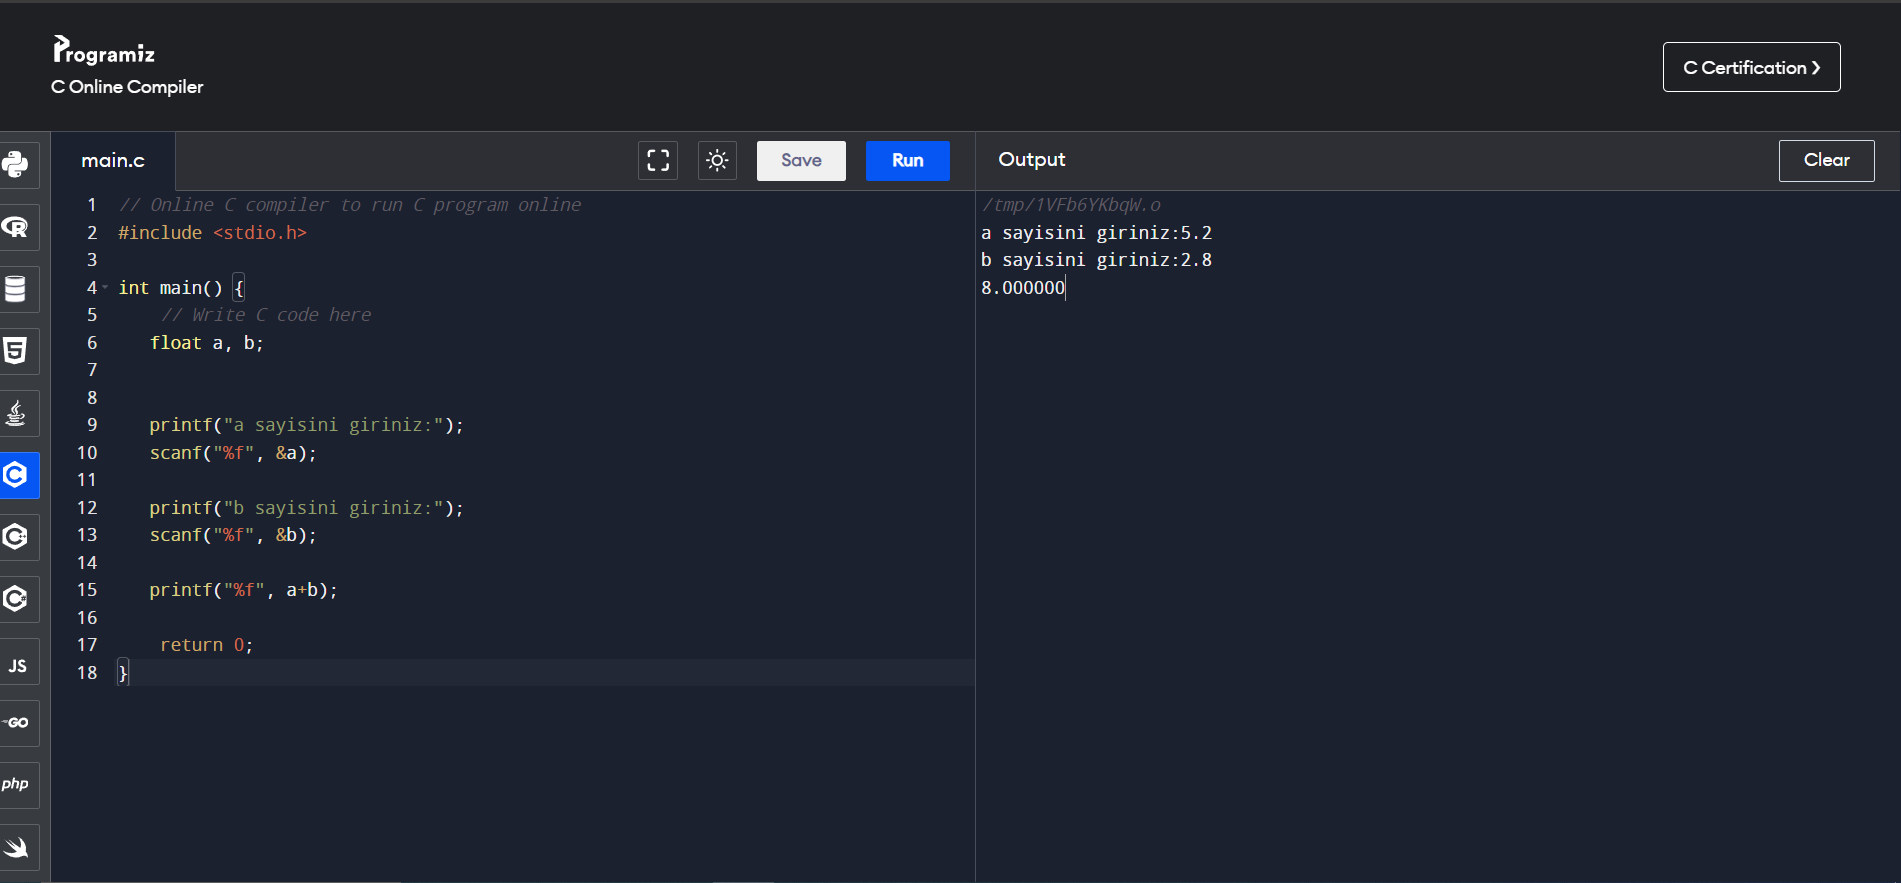 Programiz
C Online Compiler
C Certification >
main.c
Save
Run
Output
Clear
1 // Online C compiler to run C program online
2 #include <stdio.h>
3
4 int main() {
5     // Write C code here
6    float a, b;
7
8
9    printf("a sayisini giriniz:");
10    scanf("%f", &a);
11
12    printf("b sayisini giriniz:");
13    scanf("%f", &b);
14
15    printf("%f", a+b);
16
17     return 0;
18 }
/tmp/1VFb6YKbqW.o
a sayisini giriniz:5.2
b sayisini giriniz:2.8
8.000000
R
5
C
C++
C#
JS
GO
php